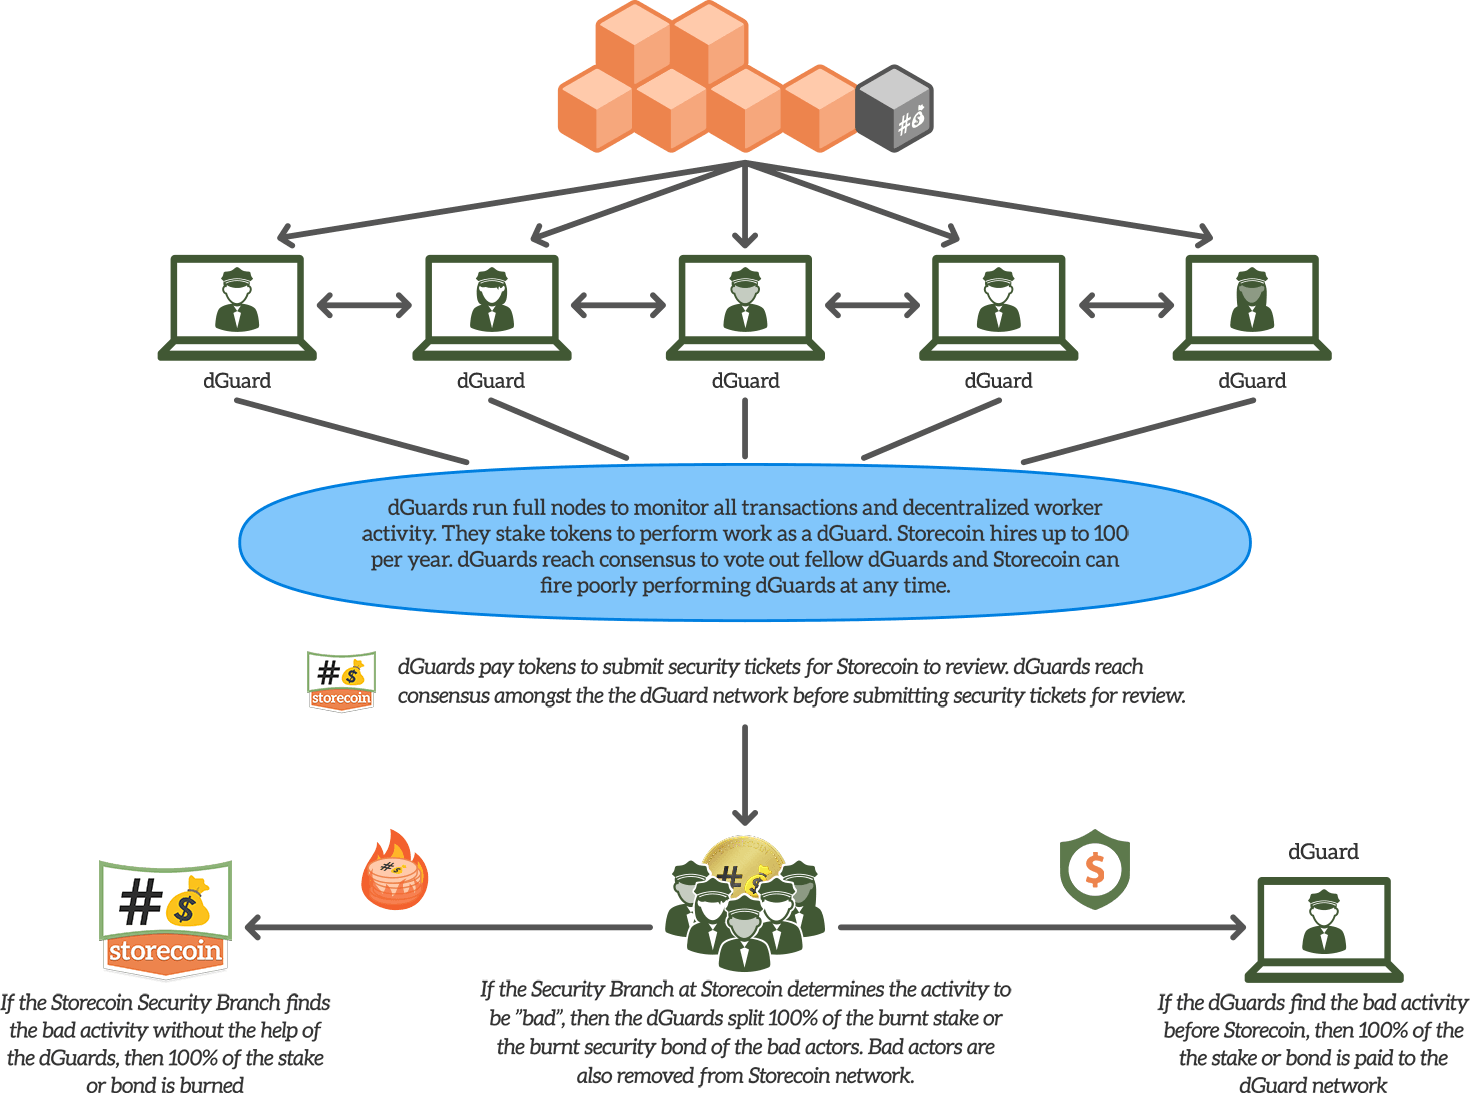 #💰
dGuard
dGuard
dGuard
dGuard
dGuard
dGuards run full nodes to monitor all transactions and decentralized worker
activity. They stake tokens to perform work as a dGuard. Storecoin hires up to 100
per year. dGuards reach consensus to vote out fellow dGuards and Storecoin can
fire poorly performing dGuards at any time.
#$
storecoin
dGuards pay tokens to submit security tickets for Storecoin to review. dGuards reach
consensus amongst the the dGuard network before submitting security tickets for review.
#$
#$
$
dGuard
#$
storecoin
If the Storecoin Security Branch finds
the bad activity without the help of
the dGuards, then 100% of the stake
or bond is burned
If the Security Branch at Storecoin determines the activity to
be "bad", then the dGuards split 100% of the burnt stake or
the burnt security bond of the bad actors. Bad actors are
also removed from Storecoin network.
If the dGuards find the bad activity
before Storecoin, then 100% of the
the stake or bond is paid to the
dGuard network